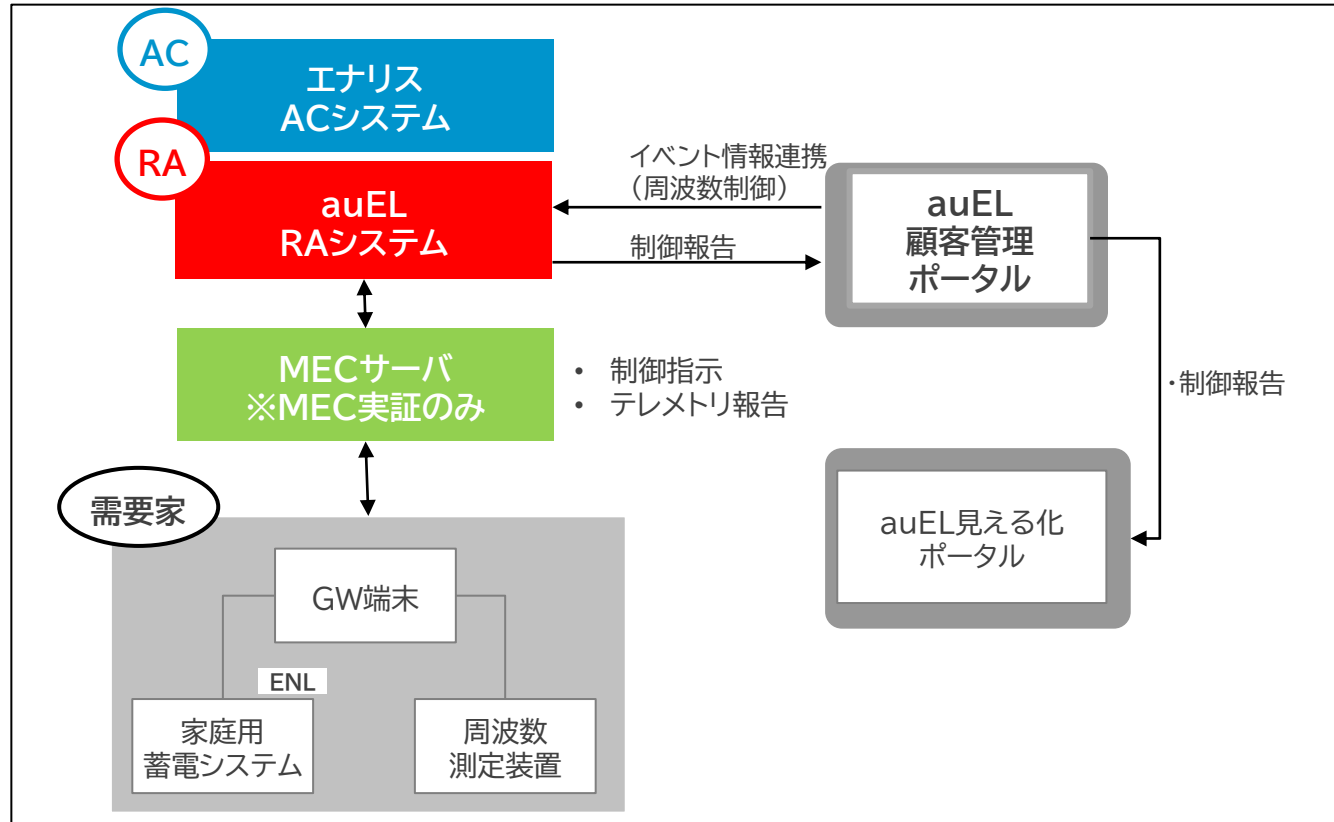 AC
エナリス
ACシステム
RA
auEL
RAシステム
イベント情報連携
(周波数制御)
制御報告
auEL
顧客管理
ポータル
MECサーバ
※MEC実証のみ
• 制御指示
• テレメトリ報告
・制御報告
需要家
GW端末
ENL
家庭用
蓄電システム
周波数
測定装置
auEL見える化
ポータル